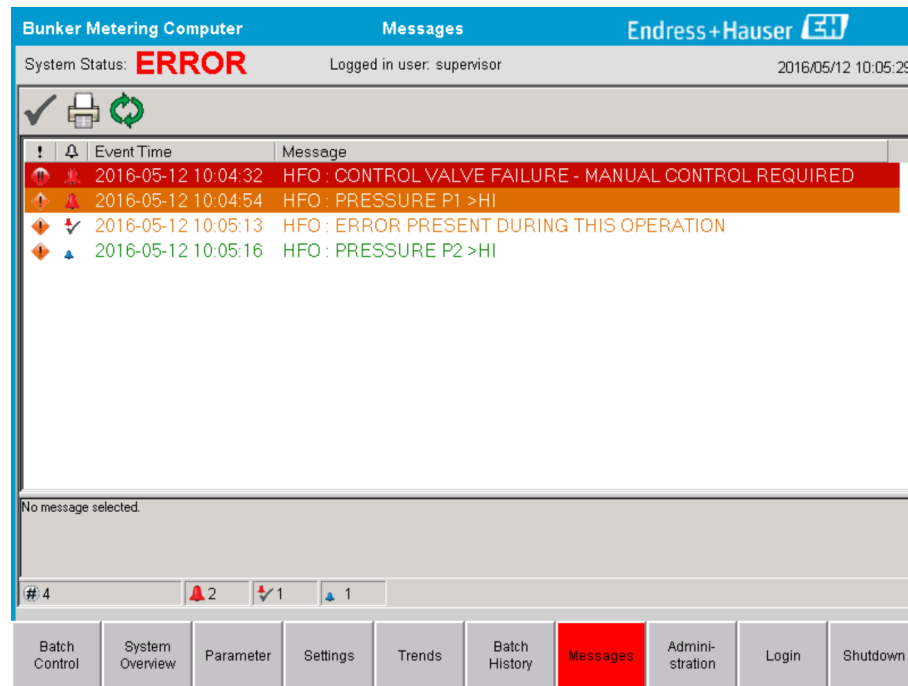 Bunker Metering Computer Messages Endress+Hauser EH
System Status: ERROR Logged in user: supervisor 2016/05/12 10:05:29
! Event Time Message
2016-05-12 10:04:32 HFO : CONTROL VALVE FAILURE - MANUAL CONTROL REQUIRED
2016-05-12 10:04:54 HFO : PRESSURE P1 >HI
2016-05-12 10:05:13 HFO : ERROR PRESENT DURING THIS OPERATION
2016-05-12 10:05:16 HFO : PRESSURE P2 >HI
No message selected.
# 4 2 1 1
Batch Control System Overview Parameter Settings Trends Batch History Messages Admini-stration Login Shutdown